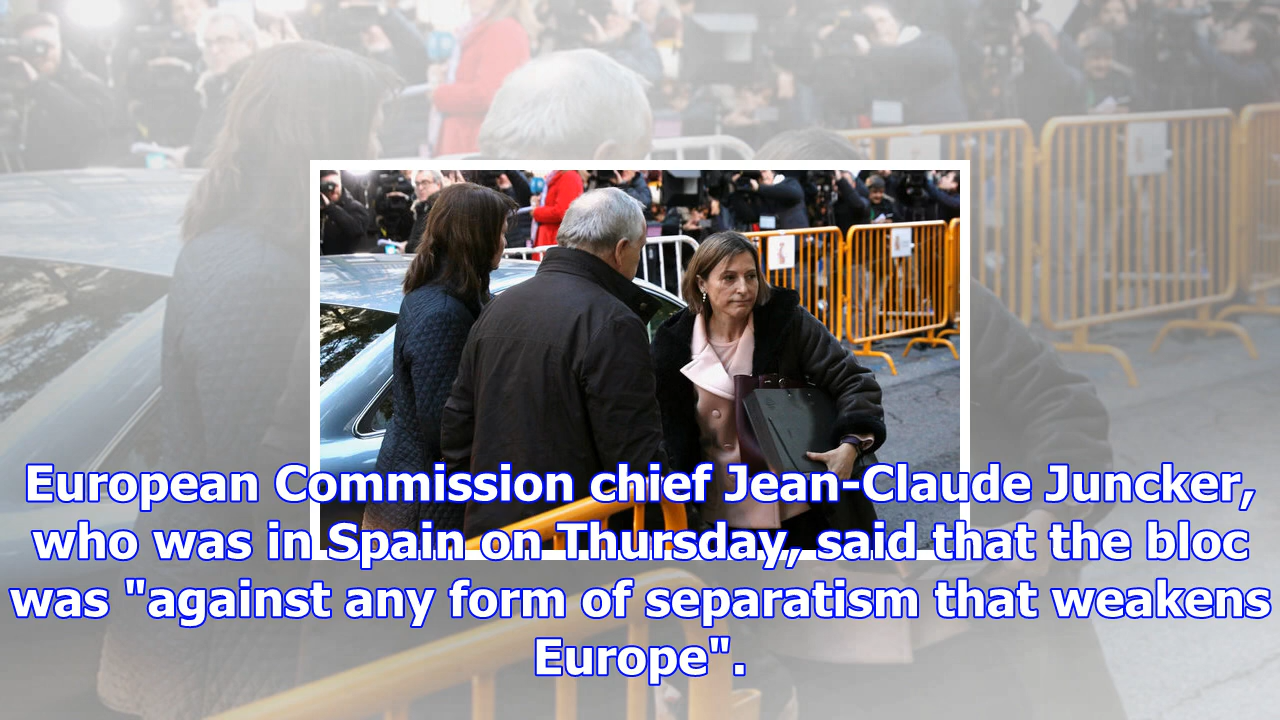 European Commission chief Jean-Claude Juncker,
who was in Spain on Thursday, said that the bloc
was "against any form of separatism that weakens
Europe".